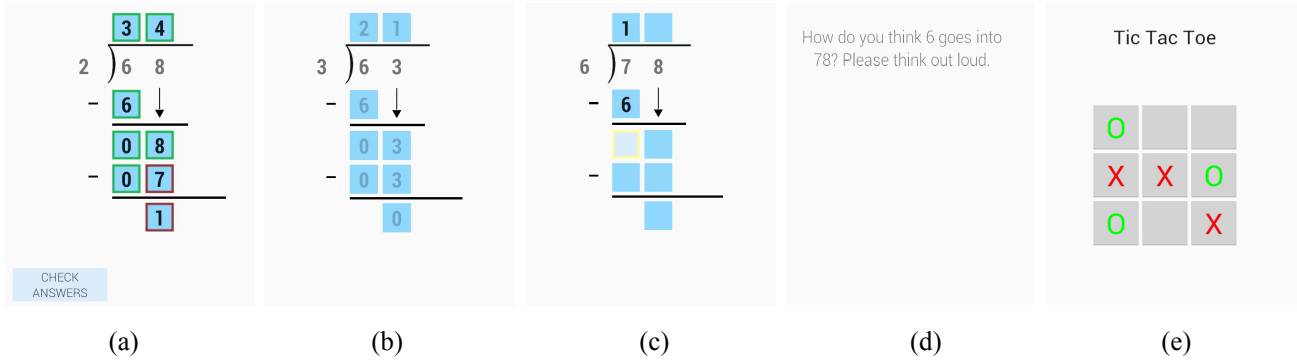 3 4
2 ) 6 8
- 6
0 8
- 0 7
1
CHECK
ANSWERS
(a)
2 1
3 ) 6 3
- 6
0 3
- 0 3
0
(b)
1
6 ) 7 8
- 6
-
(c)
How do you think 6 goes into
78? Please think out loud.
(d)
Tic Tac Toe
O
X X O
O X
(e)